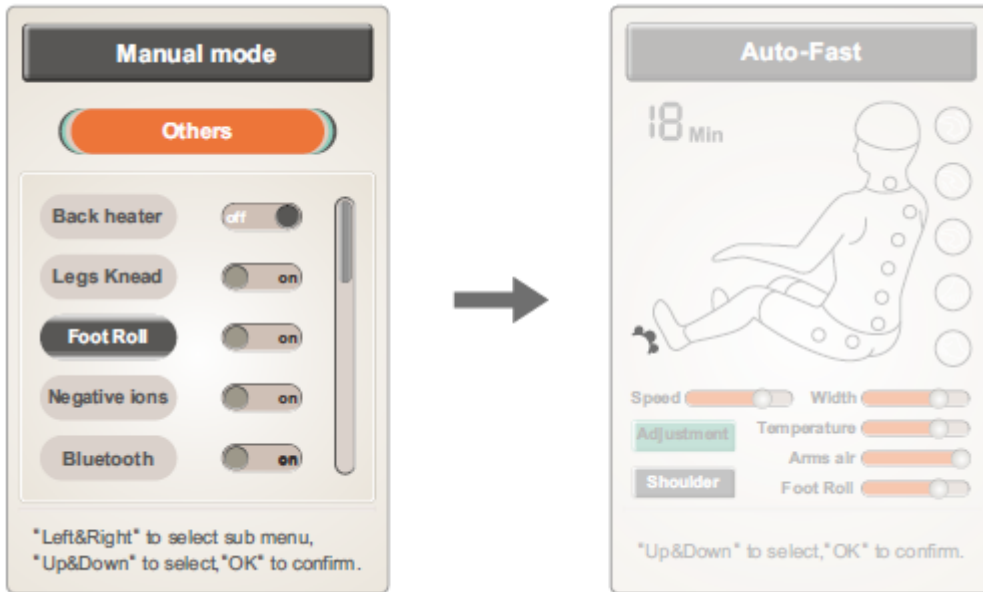 Manual mode
Others
Back heater off
Legs Knead on
Foot Roll on
Negative ions on
Bluetooth on
"Left&Right" to select sub menu,
"Up&Down" to select,"OK" to confirm.
Auto-Fast
18 Min
Speed Width
Adjustment Temperature
Arms air
Shoulder Foot Roll
"Up&Down" to select,"OK" to confirm.